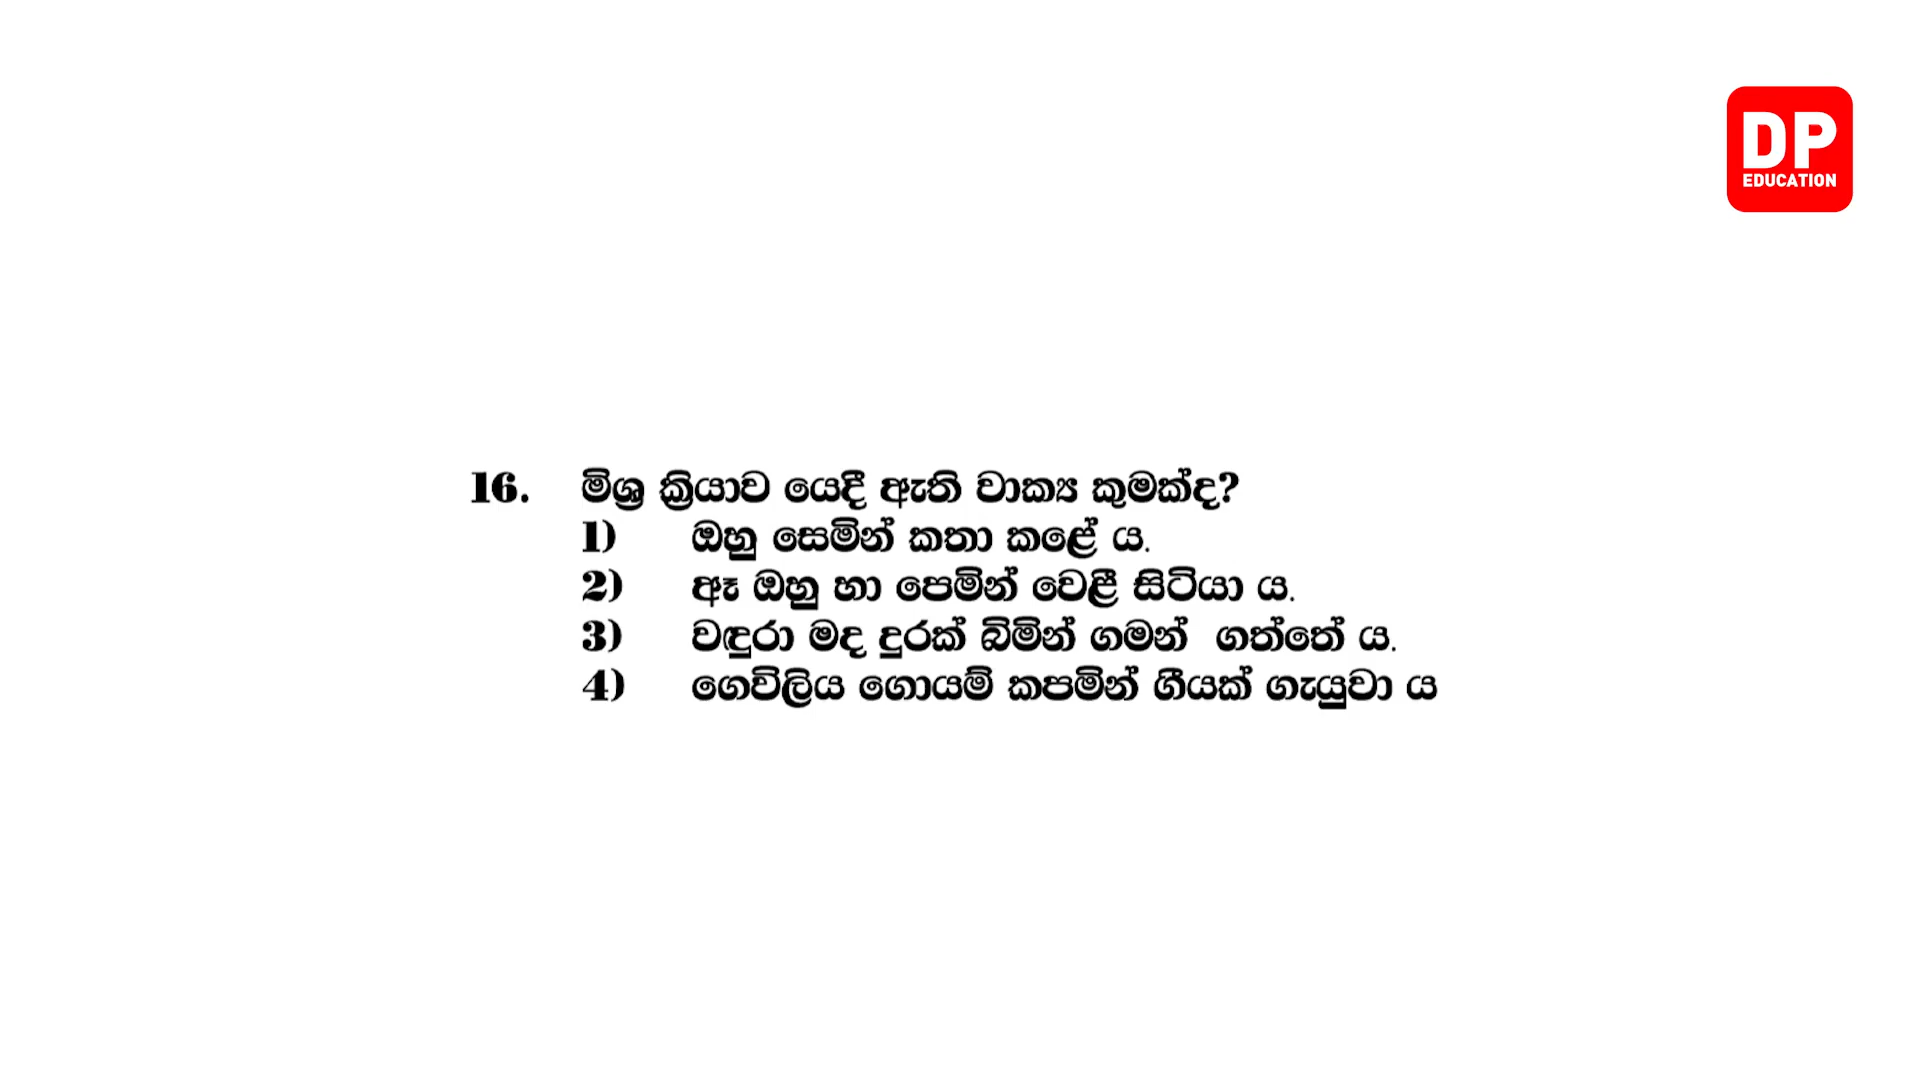 DP
EDUCATION
16. මිශ්‍ර ක්‍රියාව යෙදී ඇති වාක්‍ය කුමක්ද?
1) ඔහු සෙමින් කතා කළේ ය.
2) ඈ ඔහු හා පෙමින් වෙළී සිටියා ය.
3) වඳුරා මද දුරක් බිමින් ගමන් ගත්තේ ය.
4) ගෙවිලිය ගොයම් කපමින් ගීයක් ගැයුවා ය